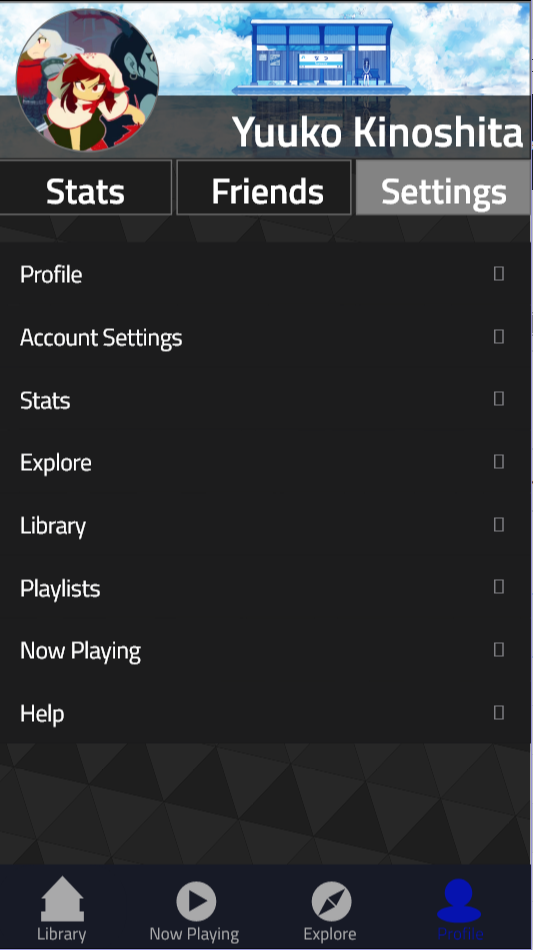 Yuuko Kinoshita
Stats Friends Settings
Profile
Account Settings
Stats
Explore
Library
Playlists
Now Playing
Help
Library Now Playing Explore Profile